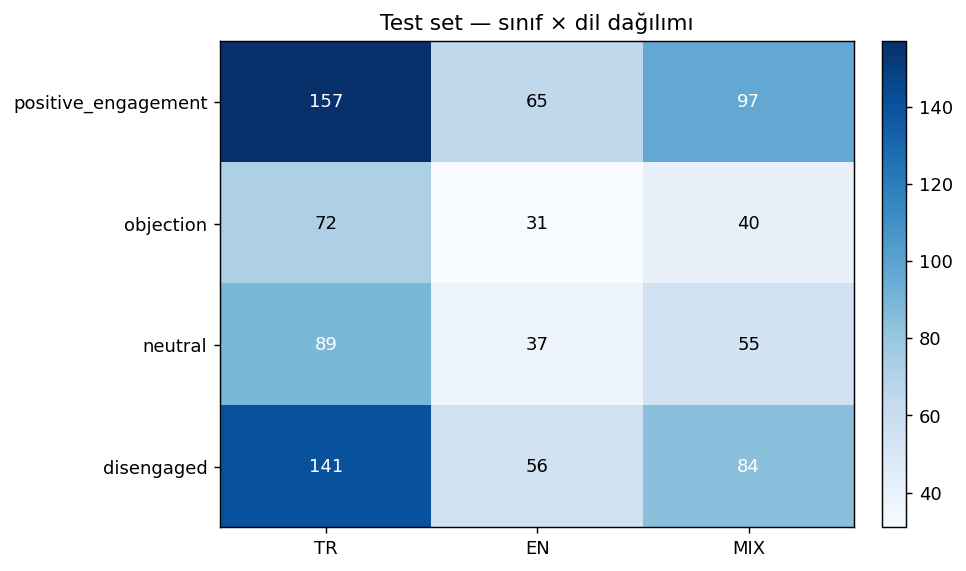 Test set — sınıf × dil dağılımı
positive_engagement 157 65 97
objection 72 31 40
neutral 89 37 55
disengaged 141 56 84
TR EN MIX
140
120
100
80
60
40